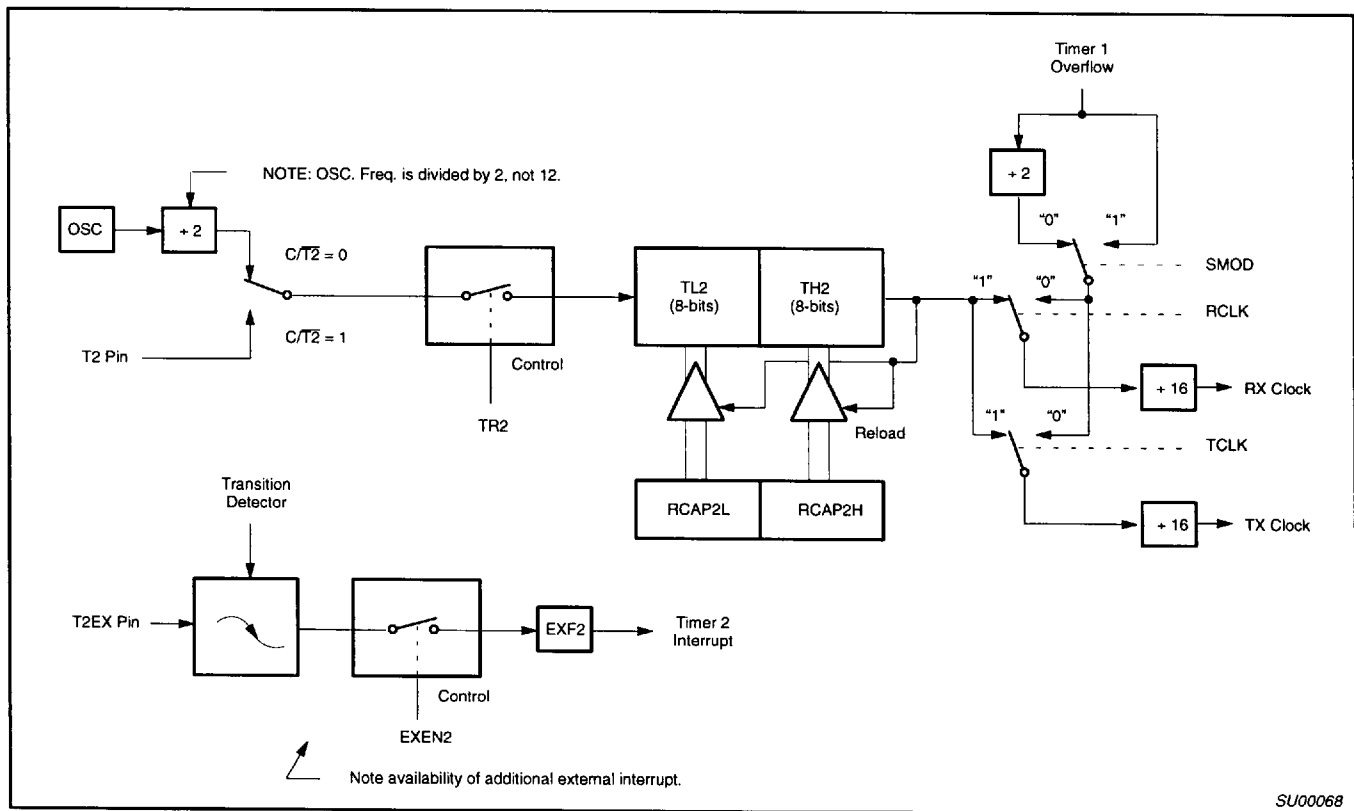 Timer 1
Overflow
NOTE: OSC. Freq. is divided by 2, not 12.
÷ 2
OSC
÷ 2
"0"
"1"
C/T2̅ = 0
SMOD
TL2
(8-bits)
TH2
(8-bits)
"1"
"0"
RCLK
C/T2̅ = 1
T2 Pin
Control
÷ 16
RX Clock
TR2
Reload
"1"
"0"
TCLK
Transition
Detector
RCAP2L
RCAP2H
÷ 16
TX Clock
T2EX Pin
EXF2
Timer 2
Interrupt
Control
EXEN2
Note availability of additional external interrupt.
SU00068